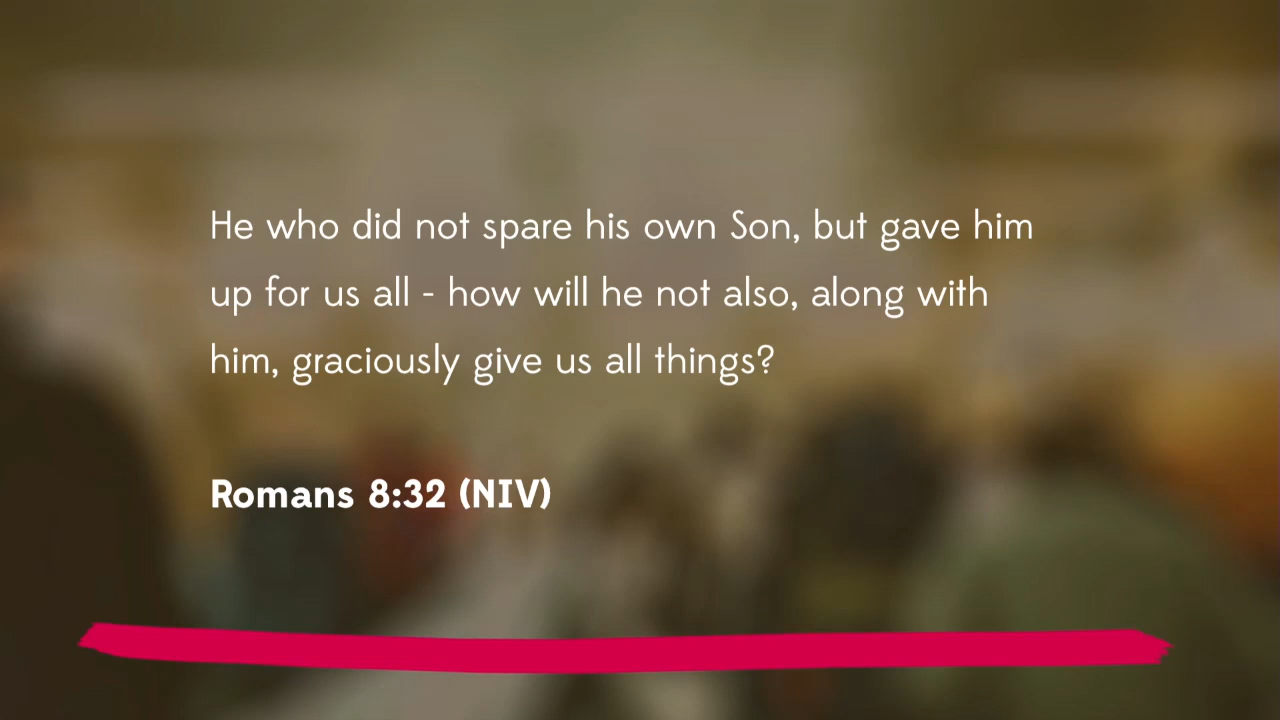 He who did not spare his own Son, but gave him
up for us all - how will he not also, along with
him, graciously give us all things?
Romans 8:32 (NIV)